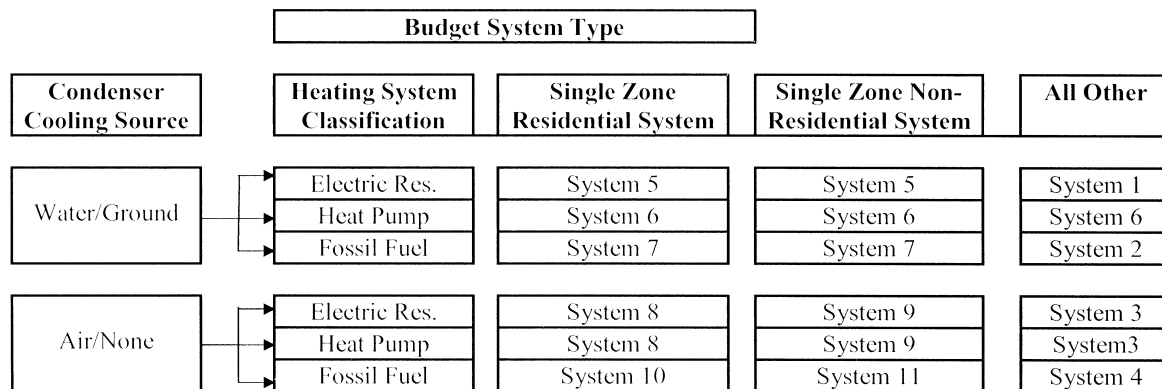 Budget System Type
Condenser Cooling Source
Heating System Classification
Single Zone Residential System
Single Zone Non-Residential System
All Other
Water/Ground
Electric Res. System 5 System 5 System 1
Heat Pump System 6 System 6 System 6
Fossil Fuel System 7 System 7 System 2
Air/None
Electric Res. System 8 System 9 System 3
Heat Pump System 8 System 9 System3
Fossil Fuel System 10 System 11 System 4